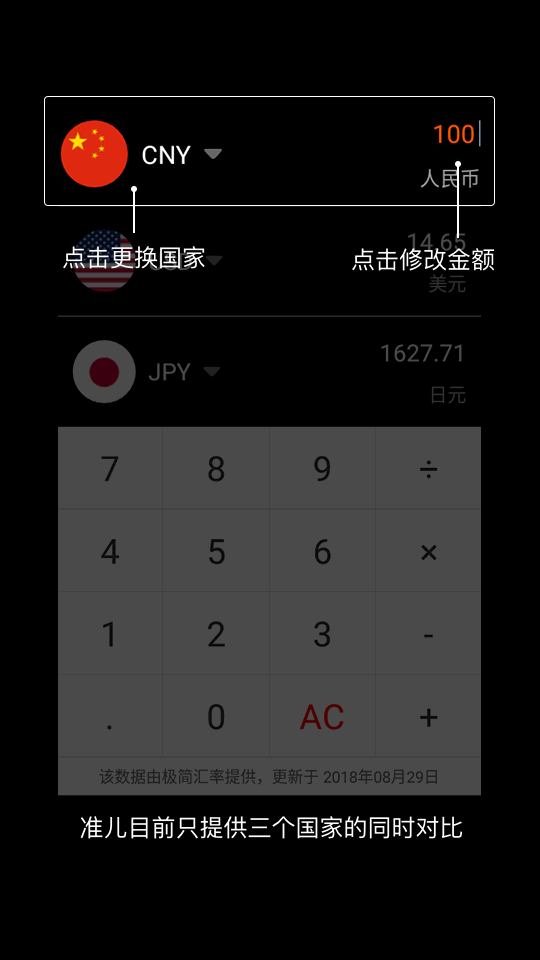 CNY
100
人民币
点击更换国家
点击修改金额
14.65
美元
JPY
1627.71
日元
7 8 9 ÷
4 5 6 ×
1 2 3 -
. 0 AC +
该数据由极简汇率提供，更新于 2018年08月29日
准儿目前只提供三个国家的同时对比